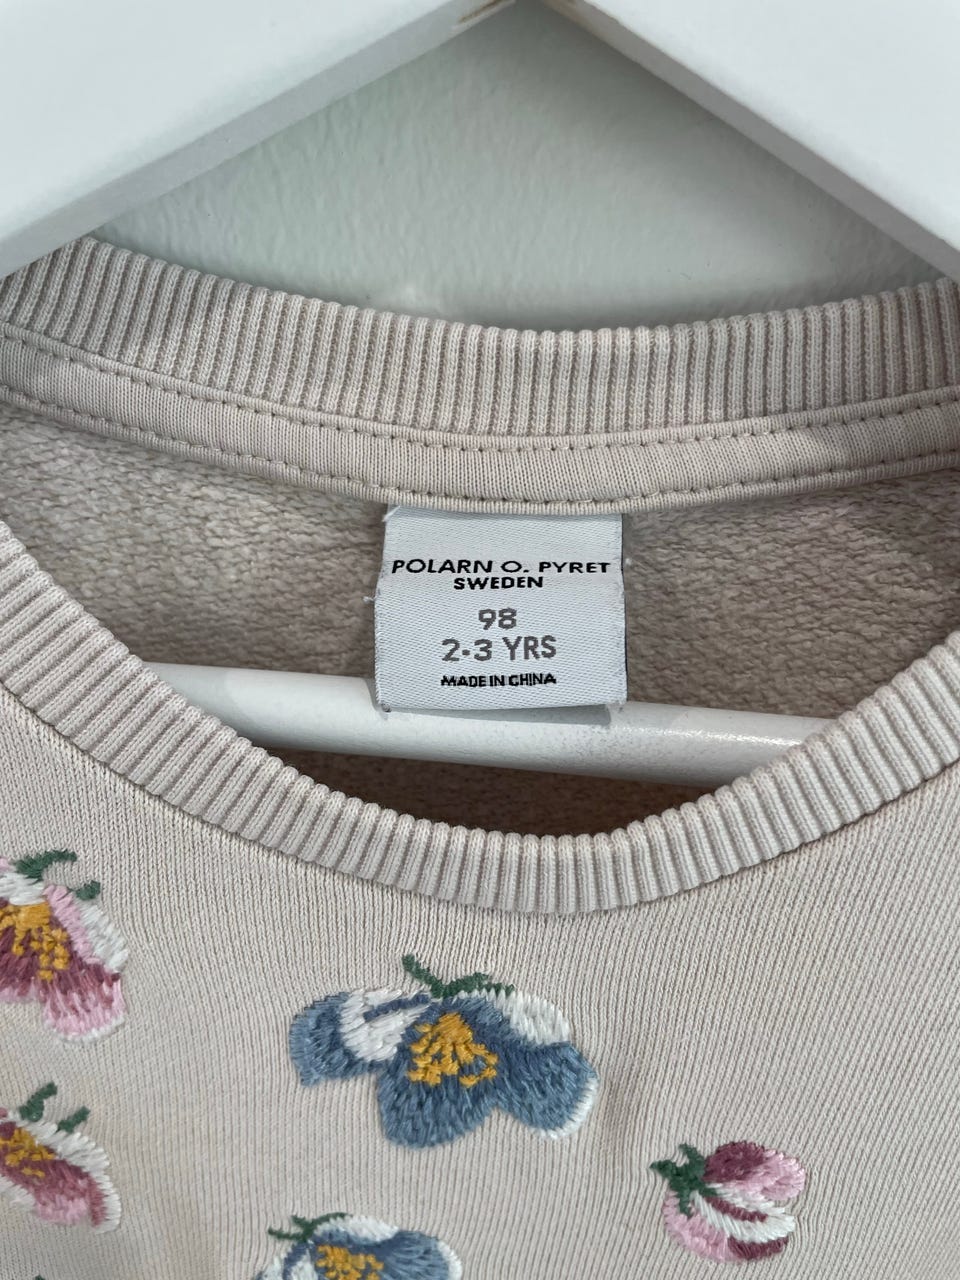 POLARN O. PYRET
SWEDEN
98
2-3 YRS
MADE IN CHINA